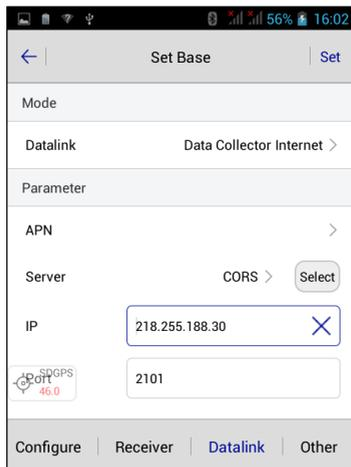 56% 16:02
Set Base Set
Mode
Datalink Data Collector Internet
Parameter
APN
Server CORS Select
IP 218.255.188.30
Port 2101
SDGPS
46.0
Configure Receiver Datalink Other